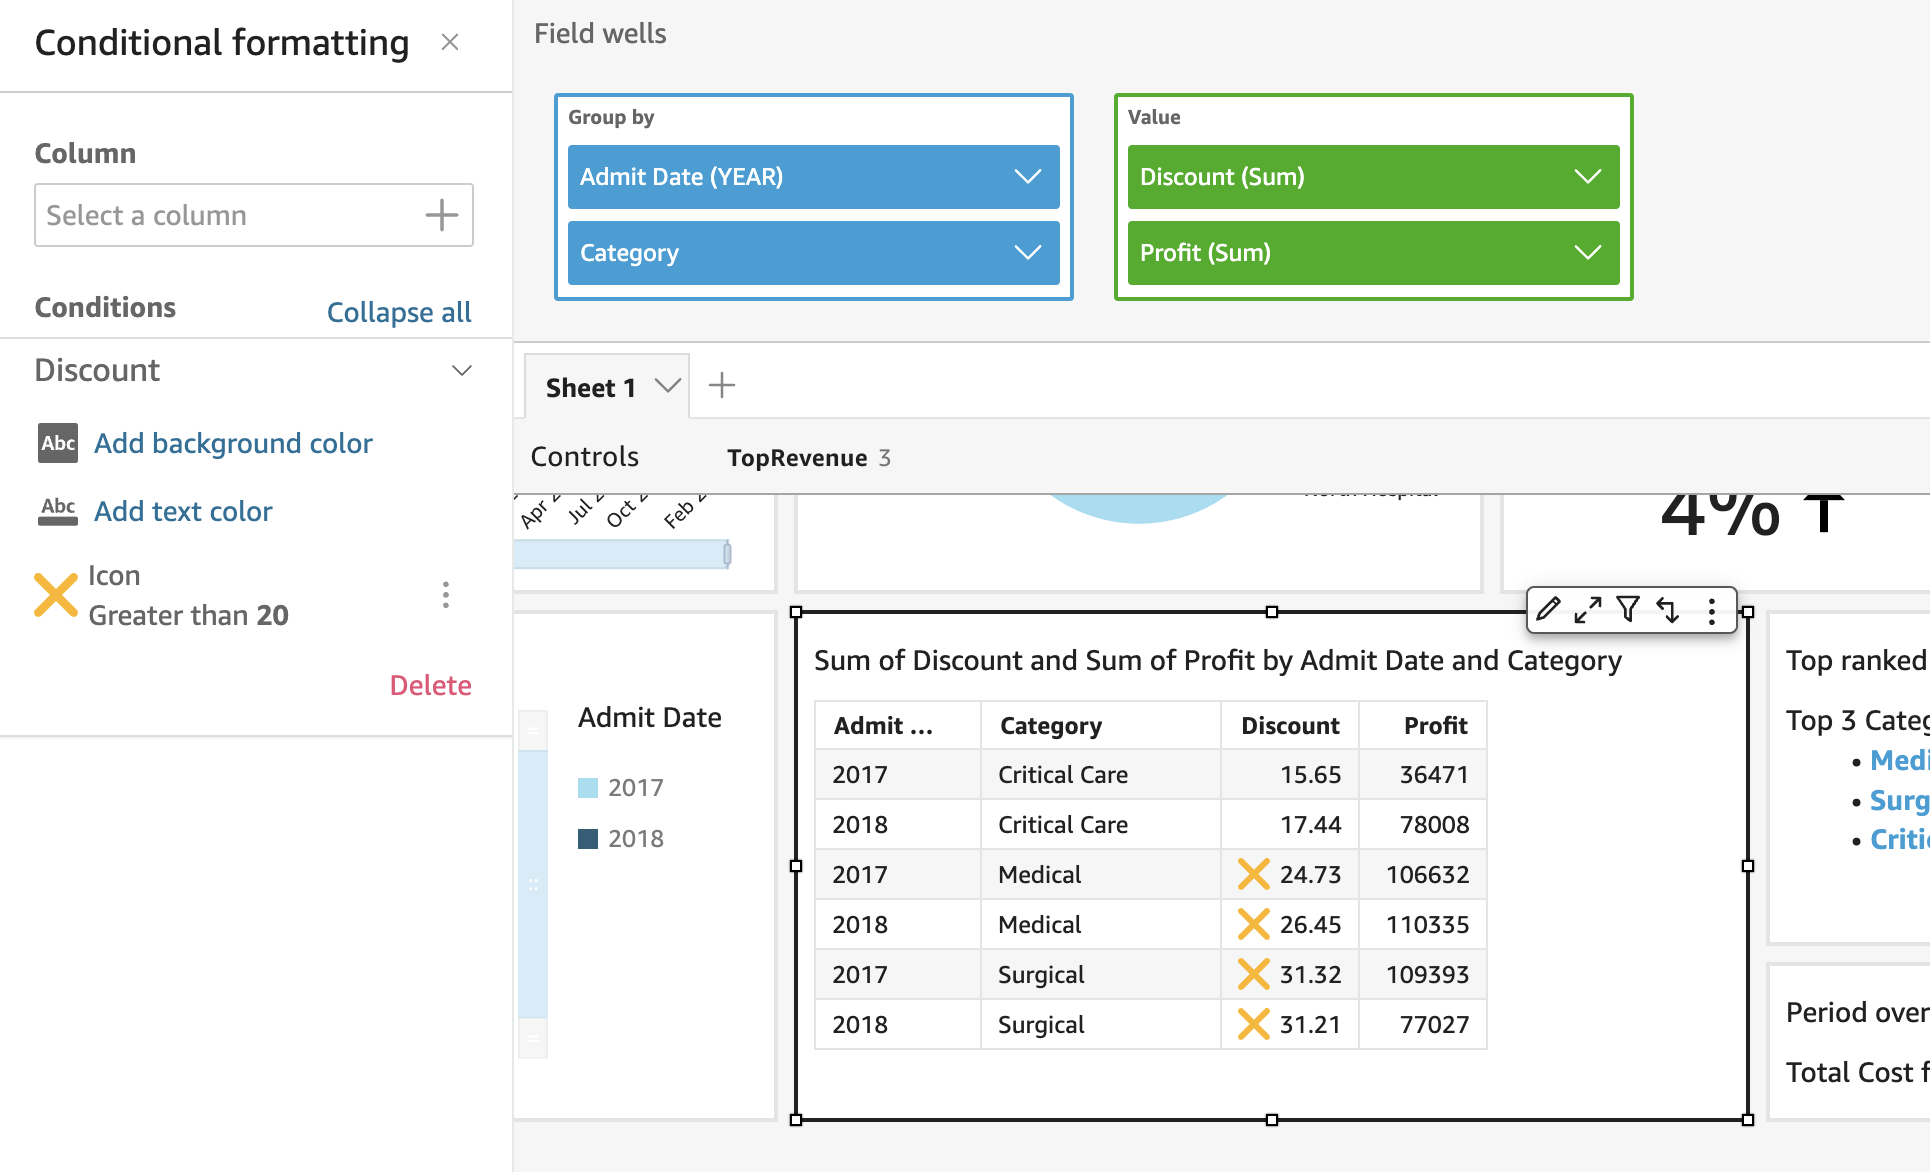 Conditional formatting
Column
Select a column
Conditions
Collapse all
Discount
Abc Add background color
Abc Add text color
Icon
Greater than 20
Delete
Field wells
Group by
Admit Date (YEAR)
Category
Value
Discount (Sum)
Profit (Sum)
Sheet 1
Controls
TopRevenue 3
Apr 2
Jul 2
Oct 2
Feb 2
4%
Admit Date
2017
2018
Sum of Discount and Sum of Profit by Admit Date and Category
Admit ... Category Discount Profit
2017 Critical Care 15.65 36471
2018 Critical Care 17.44 78008
2017 Medical 24.73 106632
2018 Medical 26.45 110335
2017 Surgical 31.32 109393
2018 Surgical 31.21 77027
Top ranked
Top 3 Categ
• Medi
• Surg
• Critic
Period over
Total Cost f